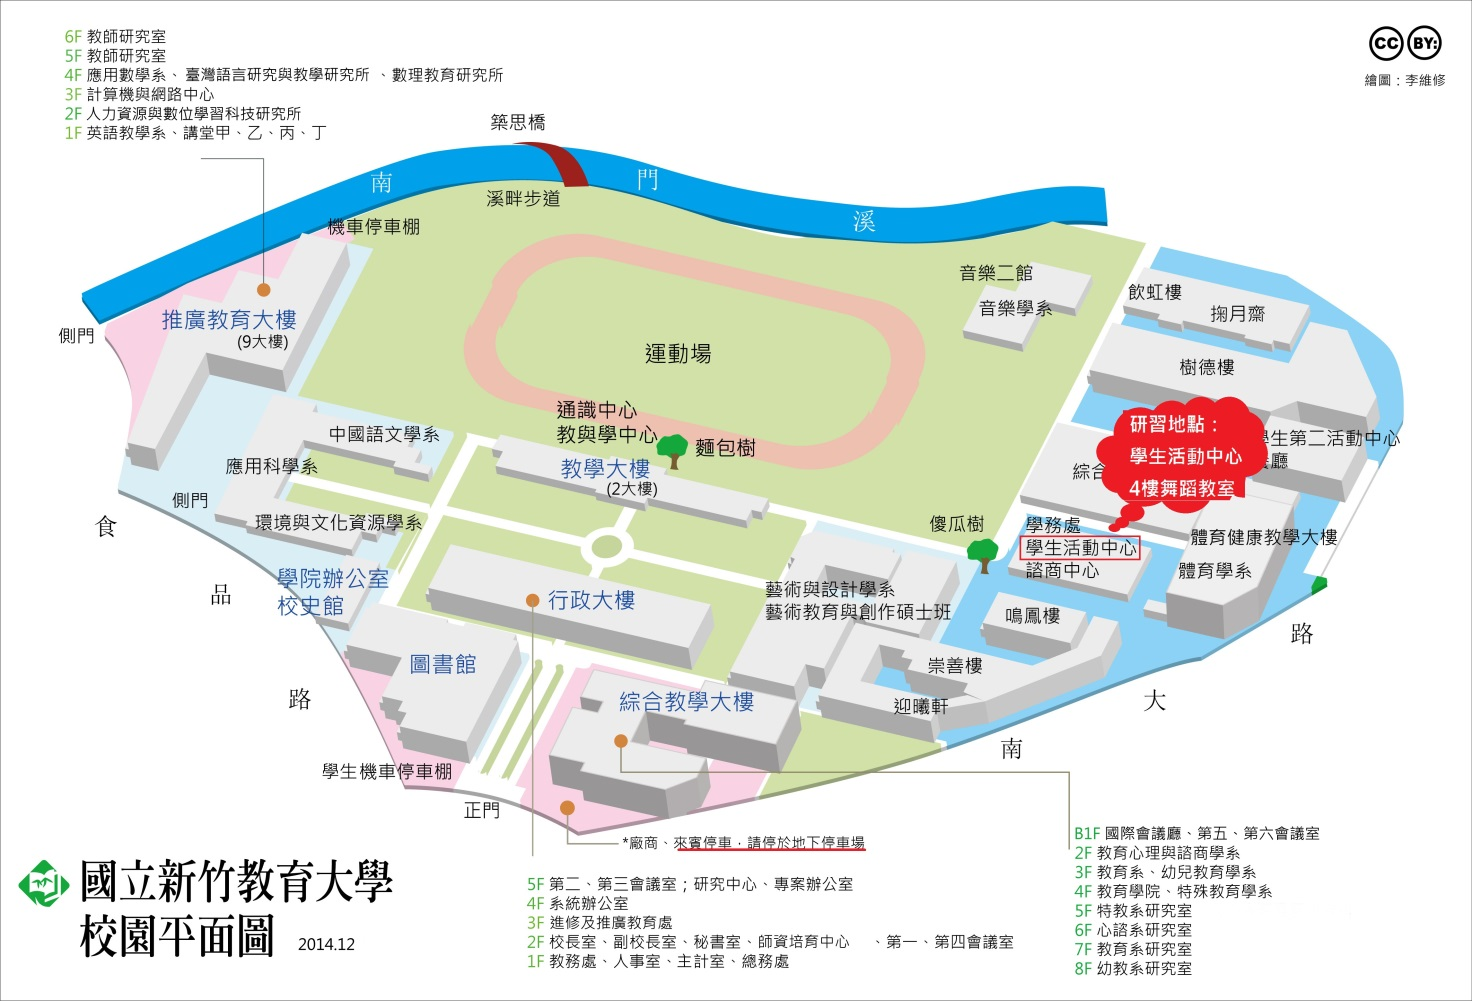 6F 教師研究室
5F 教師研究室
4F 應用數學系、臺灣語言研究與教學研究所、數理教育研究所
3F 計算機與網路中心
2F 人力資源與數位學習科技研究所
1F 英語教學系、講堂甲、乙、丙、丁
CC BY:
繪圖：李維修
築思橋
南
門
溪
溪畔步道
機車停車棚
推廣教育大樓
(9大樓)
側門
音樂二館
音樂學系
飲虹樓
掬月齋
樹德樓
運動場
通識中心
教與學中心
麵包樹
教學大樓
(2大樓)
中國語文學系
應用科學系
側門
環境與文化資源學系
研習地點：
學生活動中心
4樓舞蹈教室
生第二活動中心
廳
綜合
傻瓜樹
學務處
學生活動中心
諮商中心
體育健康教學大樓
體育學系
食
品
路
學院辦公室
校史館
行政大樓
藝術與設計學系
藝術教育與創作碩士班
鳴鳳樓
崇善樓
迎曦軒
圖書館
綜合教學大樓
南
大
路
學生機車停車棚
正門
*廠商、來賓停車，請停於地下停車場
B1F 國際會議廳、第五、第六會議室
2F 教育心理與諮商學系
3F 教育系、幼兒教育學系
4F 教育學院、特殊教育學系
5F 特教系研究室
6F 心諮系研究室
7F 教育系研究室
8F 幼教系研究室
5F 第二、第三會議室；研究中心、專案辦公室
4F 系統辦公室
3F 進修及推廣教育處
2F 校長室、副校長室、秘書室、師資培育中心 、第一、第四會議室
1F 教務處、人事室、主計室、總務處
國立新竹教育大學
校園平面圖 2014.12